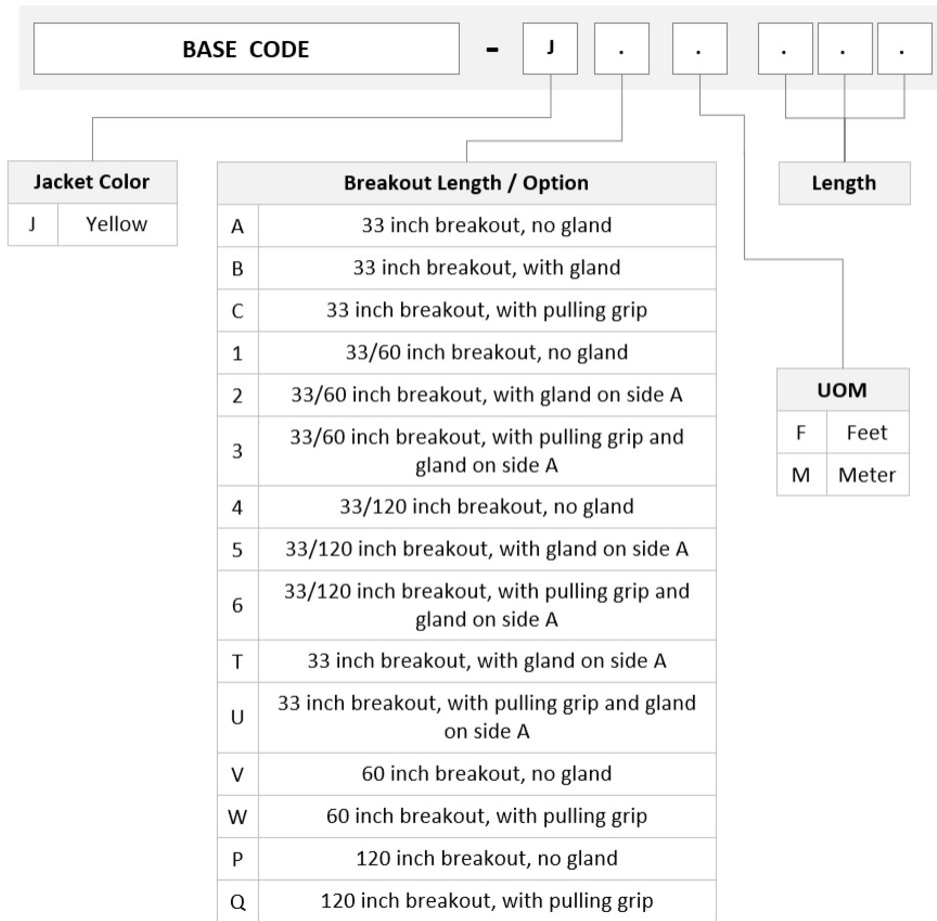 BASE CODE - J . . . . .
Jacket Color
J Yellow
Breakout Length / Option
A 33 inch breakout, no gland
B 33 inch breakout, with gland
C 33 inch breakout, with pulling grip
1 33/60 inch breakout, no gland
2 33/60 inch breakout, with gland on side A
3 33/60 inch breakout, with pulling grip and
gland on side A
4 33/120 inch breakout, no gland
5 33/120 inch breakout, with gland on side A
6 33/120 inch breakout, with pulling grip and
gland on side A
T 33 inch breakout, with gland on side A
U 33 inch breakout, with pulling grip and gland
on side A
V 60 inch breakout, no gland
W 60 inch breakout, with pulling grip
P 120 inch breakout, no gland
Q 120 inch breakout, with pulling grip
Length
UOM
F Feet
M Meter